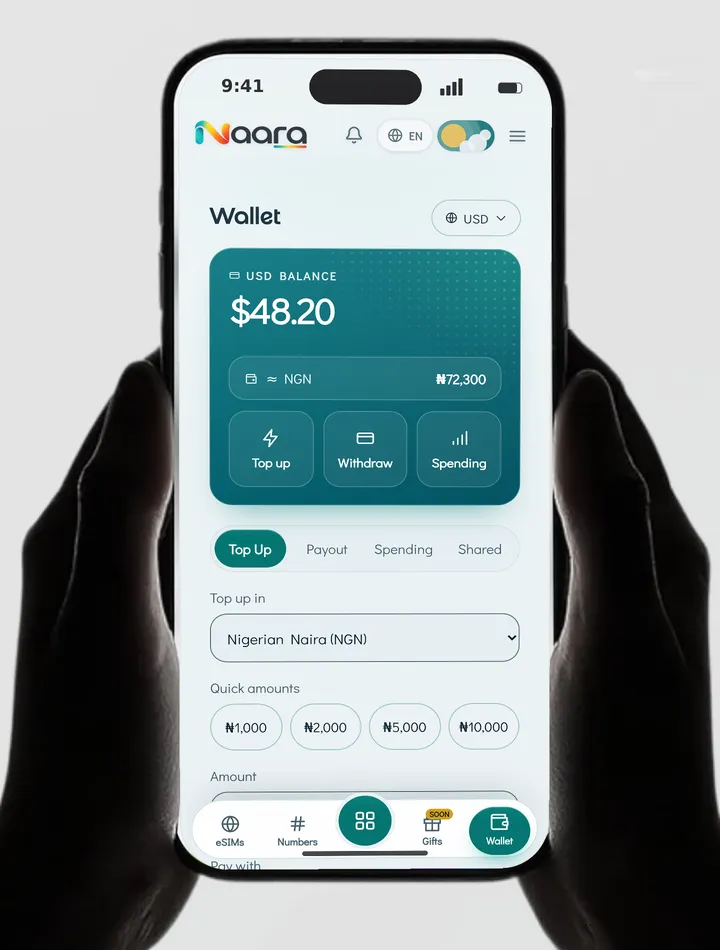 9:41
Naara
EN
Wallet
USD
USD BALANCE
$48.20
≈ NGN ₦72,300
Top up Withdraw Spending
Top Up Payout Spending Shared
Top up in
Nigerian Naira (NGN)
Quick amounts
₦1,000 ₦2,000 ₦5,000 ₦10,000
Amount
SOON
eSIMs Numbers Gifts Wallet
Pay with